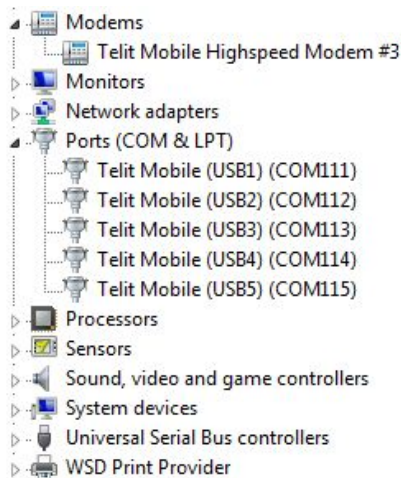 Modems
Telit Mobile Highspeed Modem #3
Monitors
Network adapters
Ports (COM & LPT)
Telit Mobile (USB1) (COM111)
Telit Mobile (USB2) (COM112)
Telit Mobile (USB3) (COM113)
Telit Mobile (USB4) (COM114)
Telit Mobile (USB5) (COM115)
Processors
Sensors
Sound, video and game controllers
System devices
Universal Serial Bus controllers
WSD Print Provider